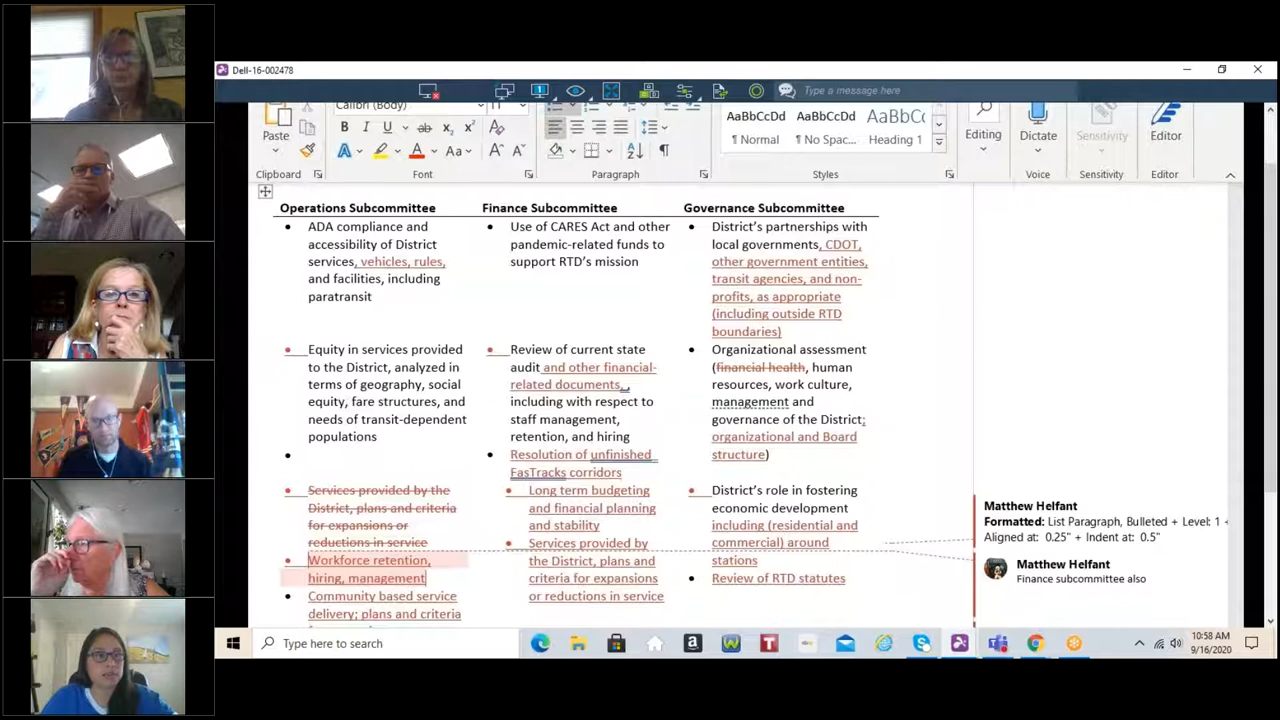 Dell-16-002478
Type a message here
Calibri (Body)
11
Paste
B I U ab x₂ x²
A A Aa A A
AaBbCcDd AaBbCcDd AaBbCc
¶ Normal ¶ No Spac... Heading 1
Editing
Dictate
Sensitivity
Editor
Clipboard Font Paragraph Styles Voice Sensitivity Editor
Operations Subcommittee Finance Subcommittee Governance Subcommittee
ADA compliance and
accessibility of District
services, vehicles, rules,
and facilities, including
paratransit
Use of CARES Act and other
pandemic-related funds to
support RTD's mission
District's partnerships with
local governments, CDOT,
other government entities,
transit agencies, and non-
profits, as appropriate
(including outside RTD
boundaries)
Equity in services provided
to the District, analyzed in
terms of geography, social
equity, fare structures, and
needs of transit-dependent
populations
Review of current state
audit and other financial-
related documents, ,
including with respect to
staff management,
retention, and hiring
Resolution of unfinished
FasTracks corridors
Organizational assessment
(financial health, human
resources, work culture,
management and
governance of the District;
organizational and Board
structure)
Services provided by the
District, plans and criteria
for expansions or
reductions in service
Workforce retention,
hiring, management
Community based service
delivery; plans and criteria
Long term budgeting
and financial planning
and stability
Services provided by
the District, plans and
criteria for expansions
or reductions in service
District's role in fostering
economic development
including (residential and
commercial) around
stations
Review of RTD statutes
Matthew Helfant
Formatted: List Paragraph, Bulleted + Level: 1 +
Aligned at: 0.25" + Indent at: 0.5"
Matthew Helfant
Finance subcommittee also
Type here to search
10:58 AM
9/16/2020